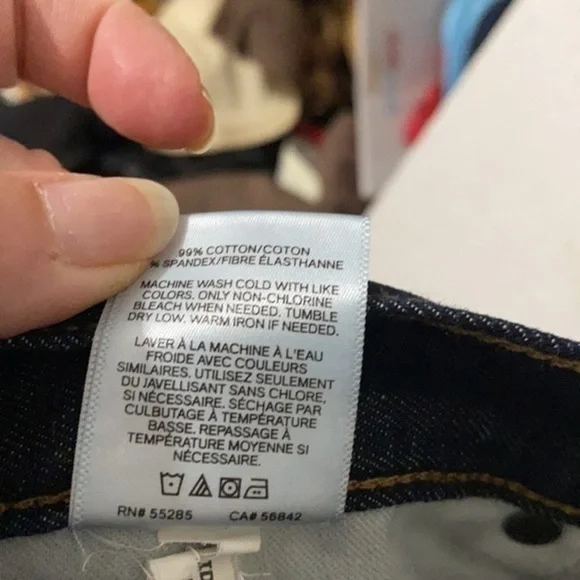 99% COTTON/COTON
% SPANDEX/FIBRE ÉLASTHANNE
MACHINE WASH COLD WITH LIKE
COLORS. ONLY NON-CHLORINE
BLEACH WHEN NEEDED. TUMBLE
DRY LOW. WARM IRON IF NEEDED.
LAVER À LA MACHINE À L'EAU
FROIDE AVEC COULEURS
SIMILAIRES. UTILISEZ SEULEMENT
DU JAVELLISANT SANS CHLORE,
SI NÉCESSAIRE. SÉCHAGE PAR
CULBUTAGE À TEMPÉRATURE
BASSE. REPASSAGE À
TEMPÉRATURE MOYENNE SI
NÉCESSAIRE.
RN# 55285 CA# 56842